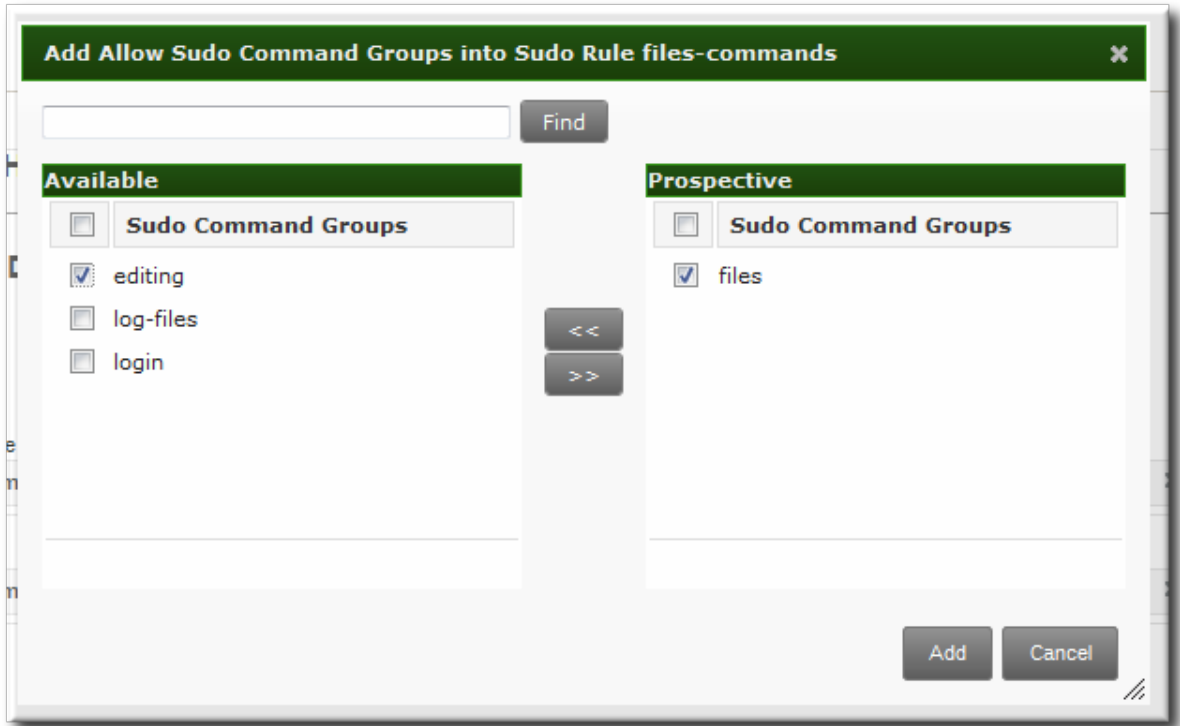 Add Allow Sudo Command Groups into Sudo Rule files-commands
Find
Available
Sudo Command Groups
editing
log-files
login
<<
>>
Prospective
Sudo Command Groups
files
Add
Cancel